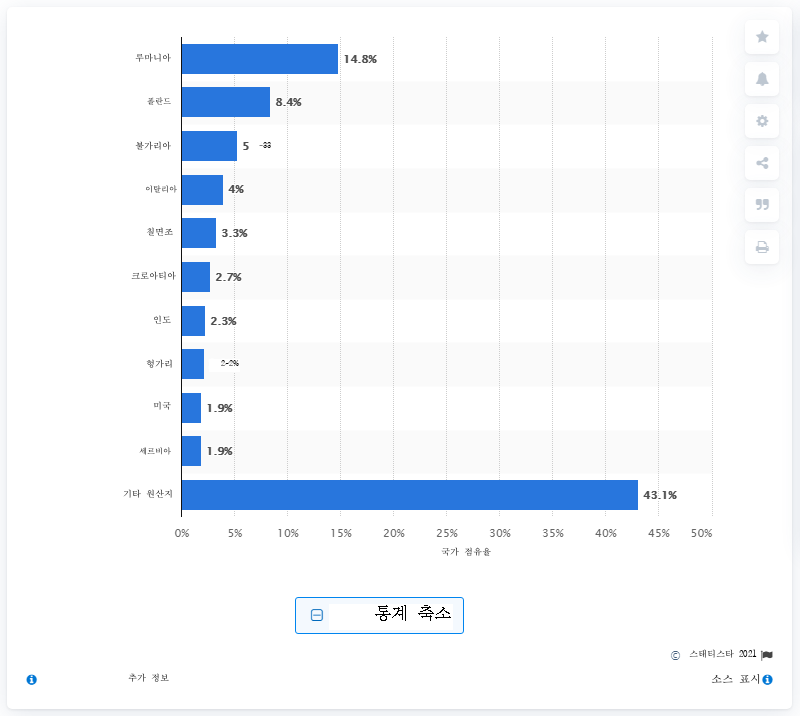 루마니아 14.8%
폴란드 8.4%
불가리아 5
이탈리아 4%
칠면조 3.3%
크로아티아 2.7%
인도 2.3%
헝가리 2-2%
미국 1.9%
세르비아 1.9%
기타 원산지 43.1%
0% 5% 10% 15% 20% 25% 30% 35% 40% 45% 50%
국가 점유율
통계 축소
© 스태티스타 2021
추가 정보 소스 표시